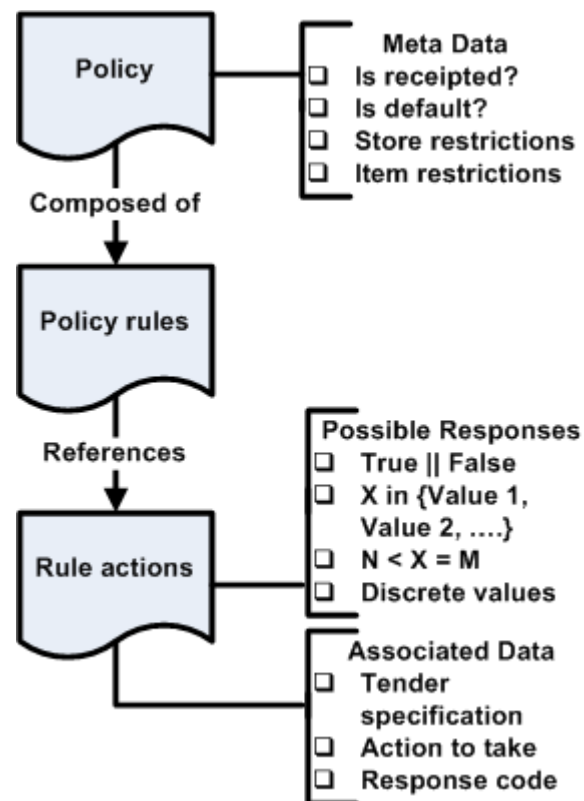 Policy
Meta Data
❑ Is receipted?
❑ Is default?
❑ Store restrictions
❑ Item restrictions
Composed of
Policy rules
References
Possible Responses
❑ True || False
❑ X in {Value 1,
Value 2, ....}
❑ N < X = M
❑ Discrete values
Rule actions
Associated Data
❑ Tender
specification
❑ Action to take
❑ Response code